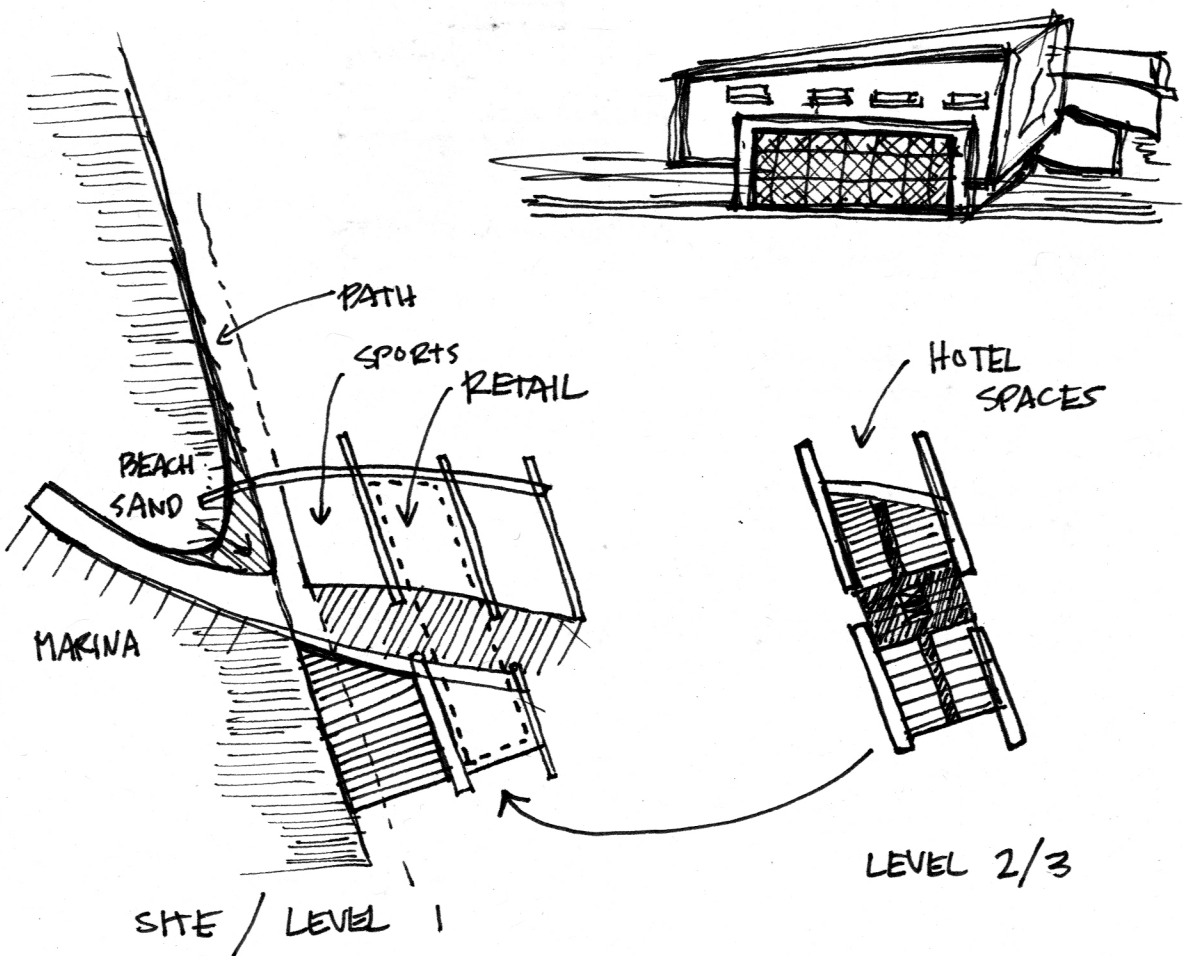 PATH
SPORTS
RETAIL
HOTEL
SPACES
BEACH
SAND
MARINA
LEVEL 2/3
SITE / LEVEL 1